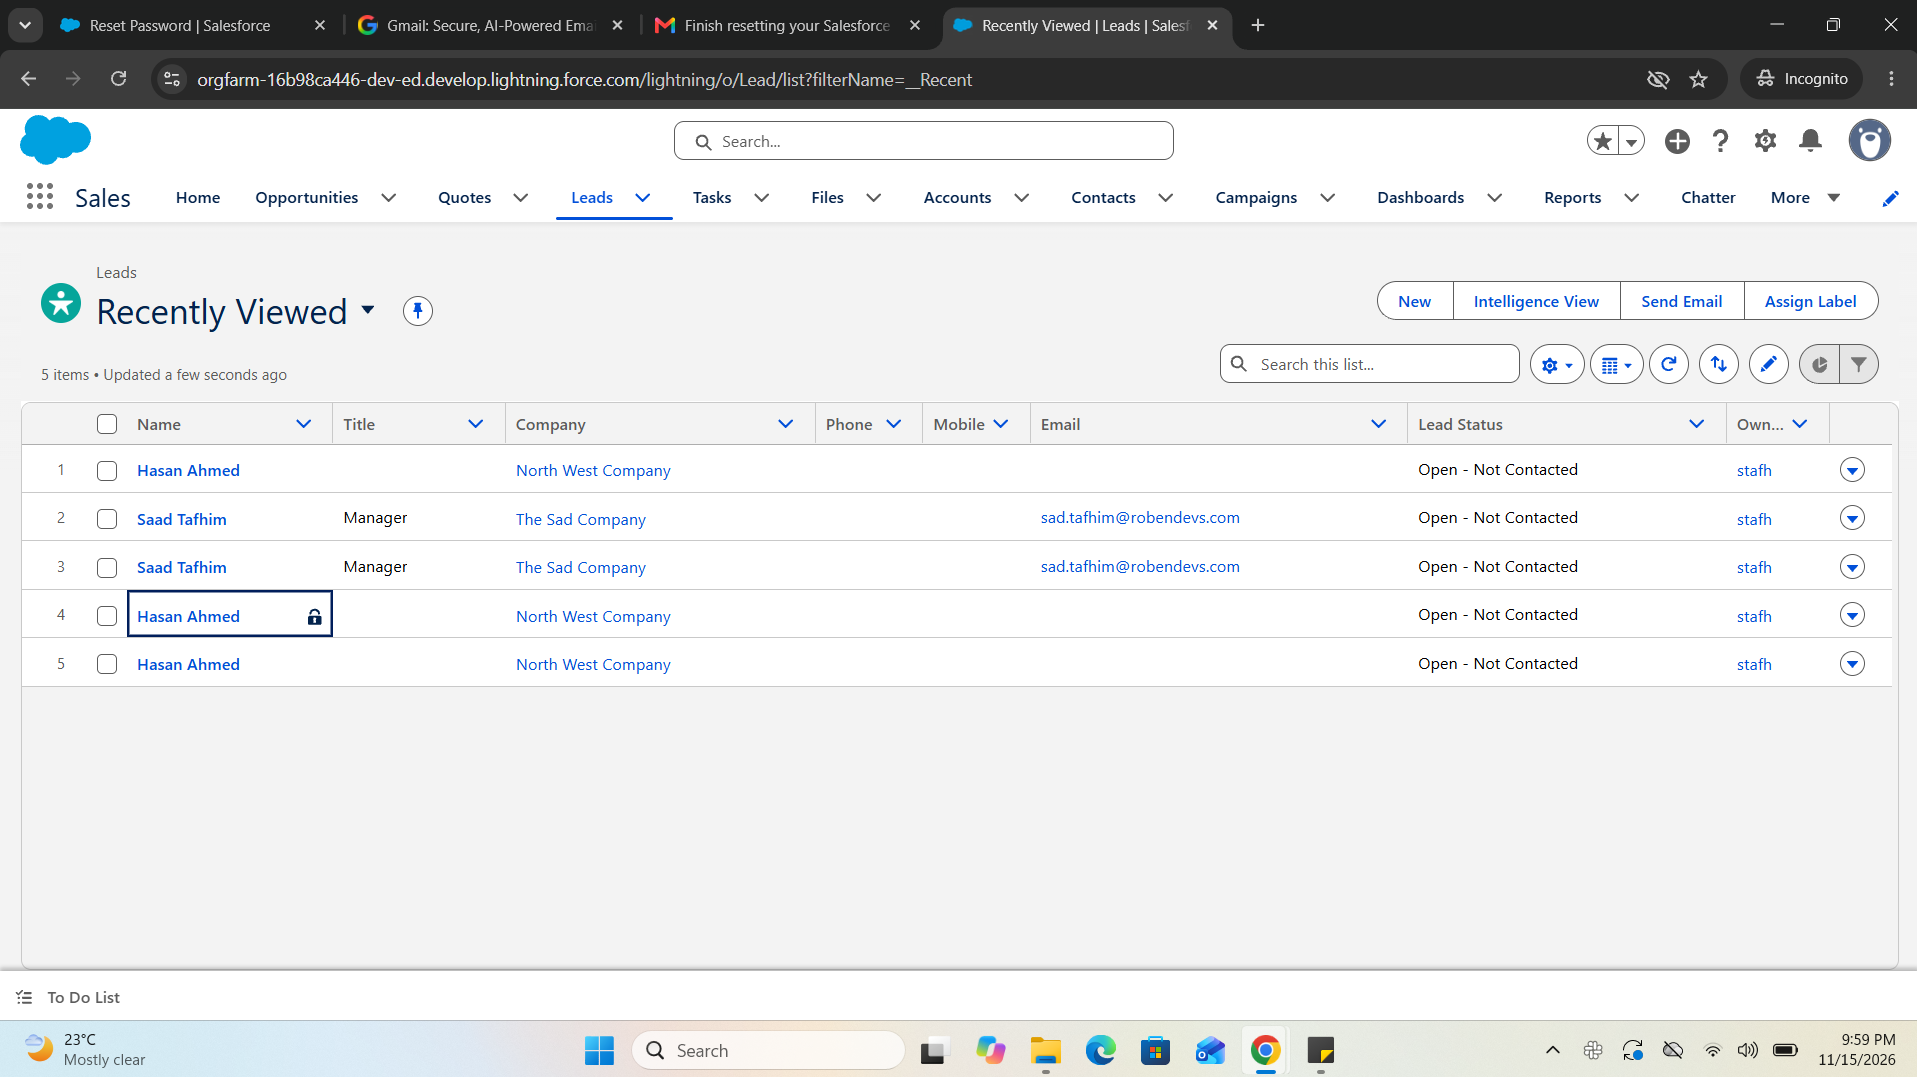 Reset Password | Salesforce
Gmail: Secure, AI-Powered Emai
Finish resetting your Salesforce
Recently Viewed | Leads | Salesf
orgfarm-16b98ca446-dev-ed.develop.lightning.force.com/lightning/o/Lead/list?filterName=__Recent
Incognito
Search...
Sales
Home
Opportunities
Quotes
Leads
Tasks
Files
Accounts
Contacts
Campaigns
Dashboards
Reports
Chatter
More
Leads
Recently Viewed
New
Intelligence View
Send Email
Assign Label
5 items • Updated a few seconds ago
Search this list...
Name Title Company Phone Mobile Email Lead Status Own...
1 Hasan Ahmed North West Company Open - Not Contacted stafh
2 Saad Tafhim Manager The Sad Company sad.tafhim@robendevs.com Open - Not Contacted stafh
3 Saad Tafhim Manager The Sad Company sad.tafhim@robendevs.com Open - Not Contacted stafh
4 Hasan Ahmed North West Company Open - Not Contacted stafh
5 Hasan Ahmed North West Company Open - Not Contacted stafh
To Do List
23°C
Mostly clear
Search
9:59 PM
11/15/2026